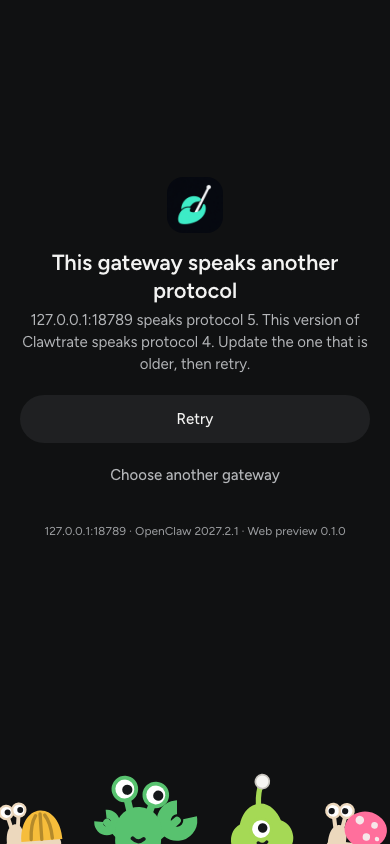 This gateway speaks another
protocol
127.0.0.1:18789 speaks protocol 5. This version of
Clawtrate speaks protocol 4. Update the one that is
older, then retry.
Retry
Choose another gateway
127.0.0.1:18789 · OpenClaw 2027.2.1 · Web preview 0.1.0